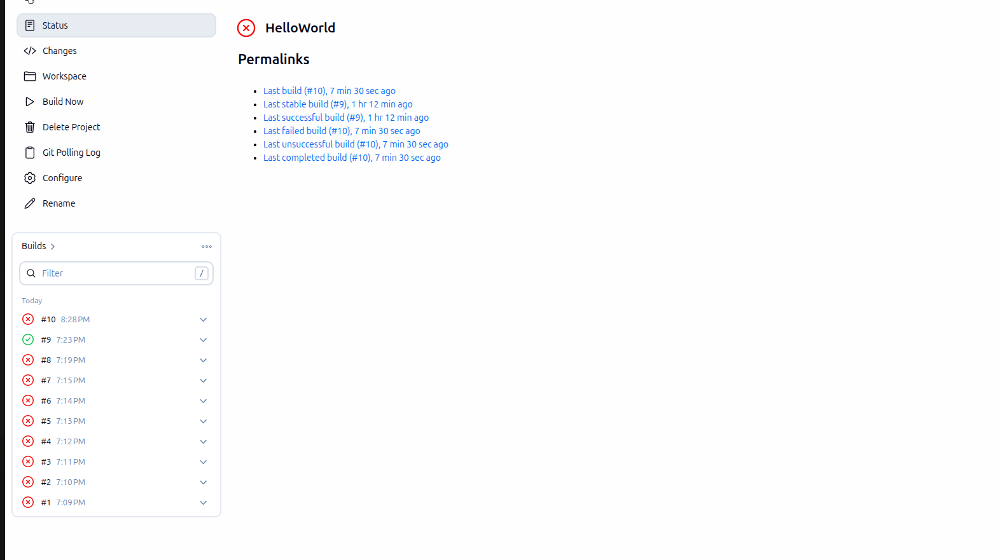 Status
Changes
Workspace
Build Now
Delete Project
Git Polling Log
Configure
Rename
HelloWorld
Permalinks
Last build (#10), 7 min 30 sec ago
Last stable build (#9), 1 hr 12 min ago
Last successful build (#9), 1 hr 12 min ago
Last failed build (#10), 7 min 30 sec ago
Last unsuccessful build (#10), 7 min 30 sec ago
Last completed build (#10), 7 min 30 sec ago
Builds
Filter /
Today
#10 8:28 PM
#9 7:23 PM
#8 7:19 PM
#7 7:15 PM
#6 7:14 PM
#5 7:13 PM
#4 7:12 PM
#3 7:11 PM
#2 7:10 PM
#1 7:09 PM